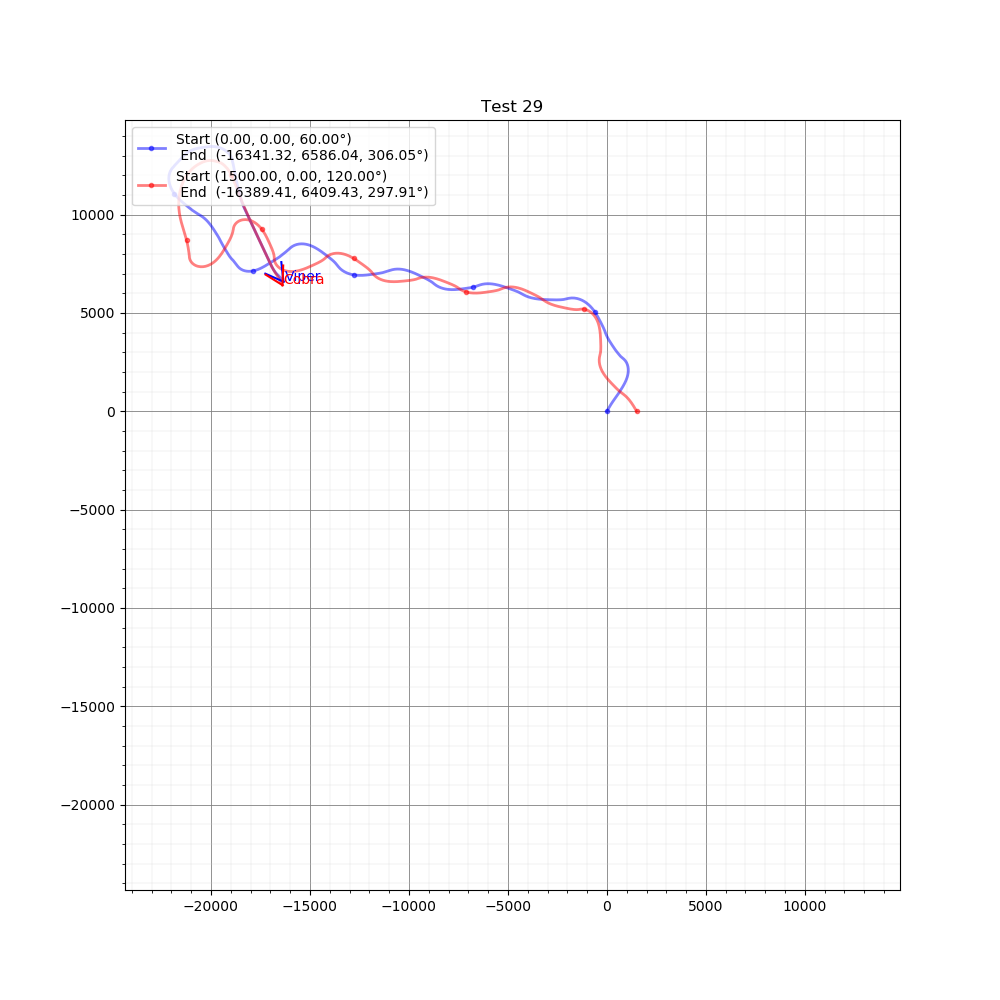 Test 29
Start (0.00, 0.00, 60.00°)
End (-16341.32, 6586.04, 306.05°)
Start (1500.00, 0.00, 120.00°)
End (-16389.41, 6409.43, 297.91°)
Viper
Cobra
10000
5000
0
−5000
−10000
−15000
−20000
−20000 −15000 −10000 −5000 0 5000 10000